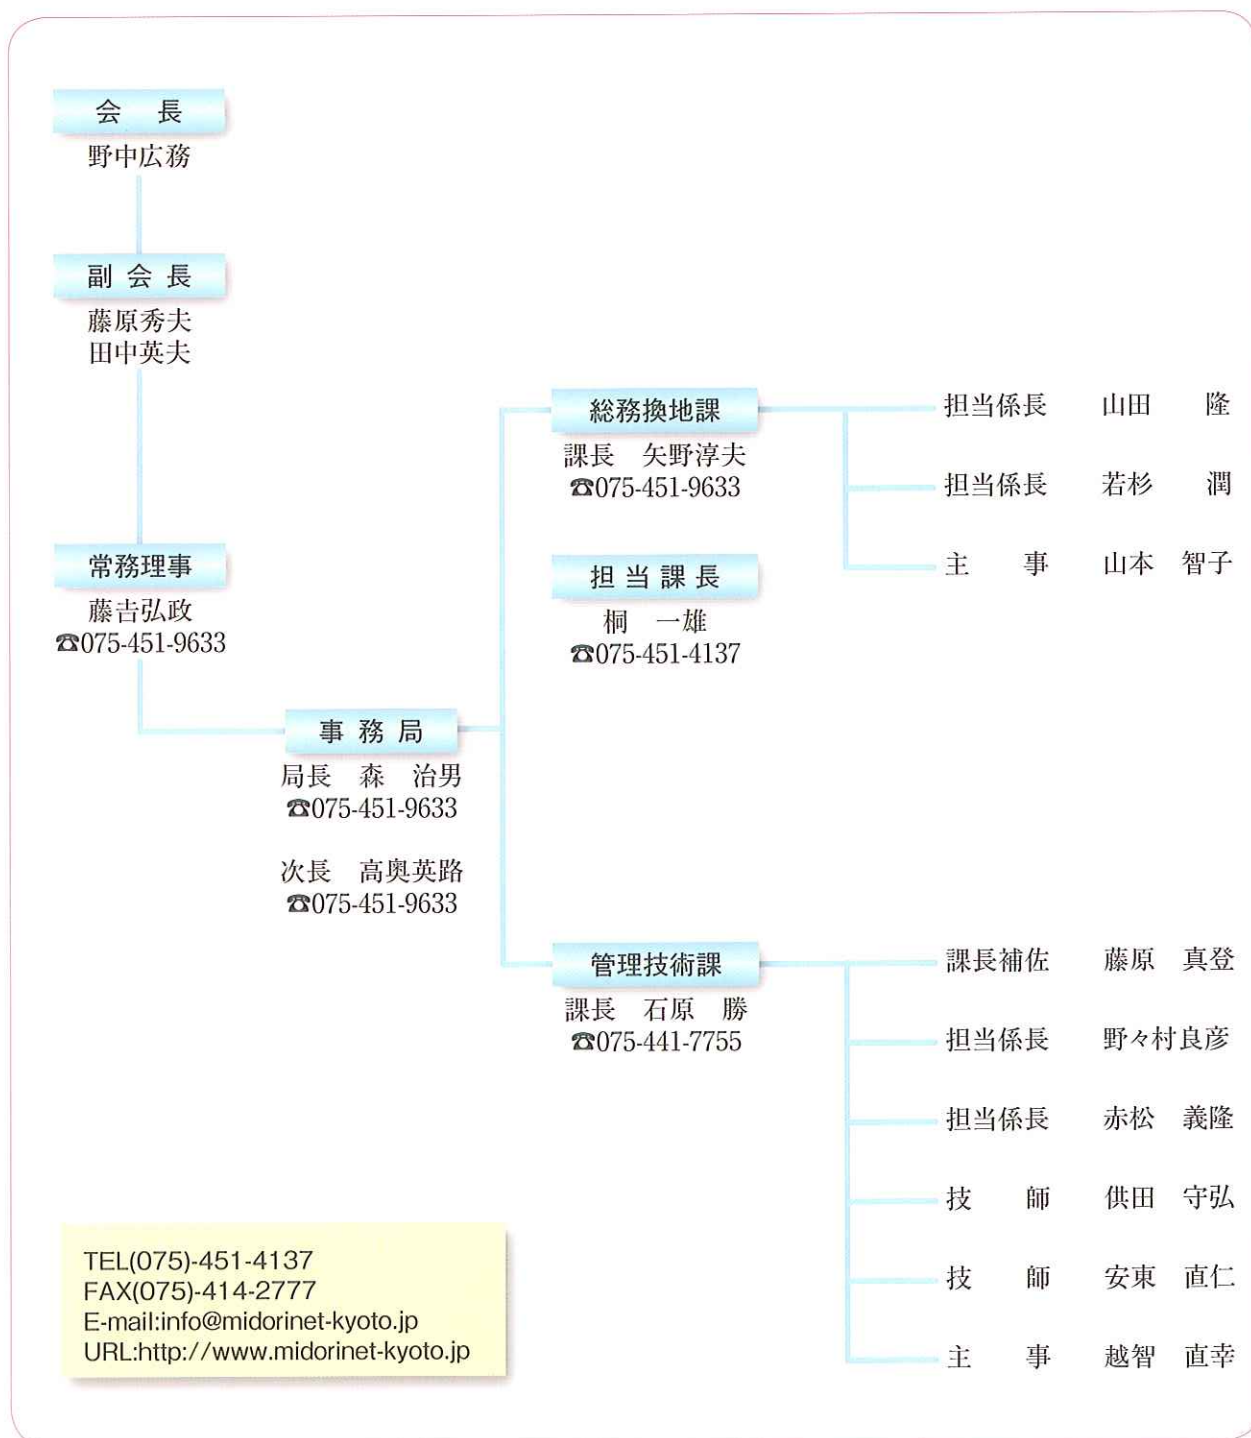 会　長
野中広務
副 会 長
藤原秀夫
田中英夫
常務理事
藤𠮷弘政
☎075-451-9633
事 務 局
局長　森　治男
☎075-451-9633
次長　高奥英路
☎075-451-9633
総務換地課
課長　矢野淳夫
☎075-451-9633
担当係長　山田　隆
担当係長　若杉　潤
主　事　山本　智子
担 当 課 長
桐　一雄
☎075-451-4137
管理技術課
課長　石原　勝
☎075-441-7755
課長補佐　藤原　真登
担当係長　野々村良彦
担当係長　赤松　義隆
技　師　供田　守弘
技　師　安東　直仁
主　事　越智　直幸
TEL(075)-451-4137
FAX(075)-414-2777
E-mail:info@midorinet-kyoto.jp
URL:http://www.midorinet-kyoto.jp